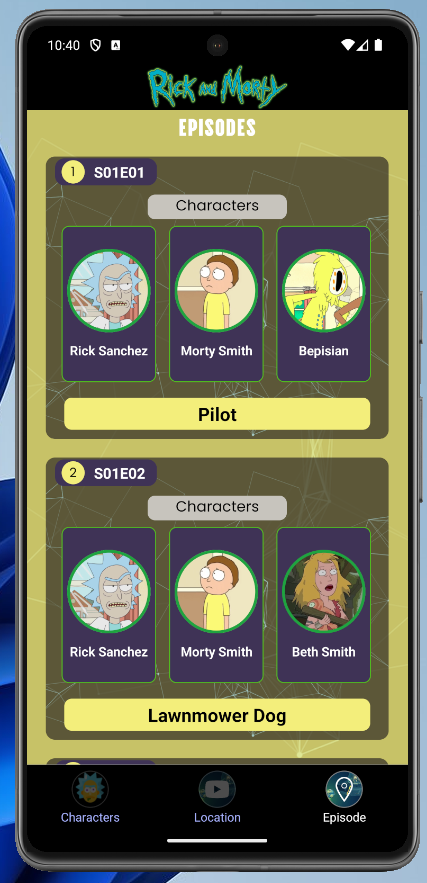 10:40
A
Rick and Morty
EPISODES
1 S01E01
Characters
Rick Sanchez Morty Smith Bepisian
Pilot
2 S01E02
Characters
Rick Sanchez Morty Smith Beth Smith
Lawnmower Dog
Characters Location Episode